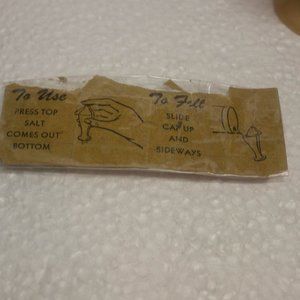 To Use
PRESS TOP
SALT
COMES OUT
BOTTOM
To Fill
SLIDE
CAP UP
AND
SIDEWAYS